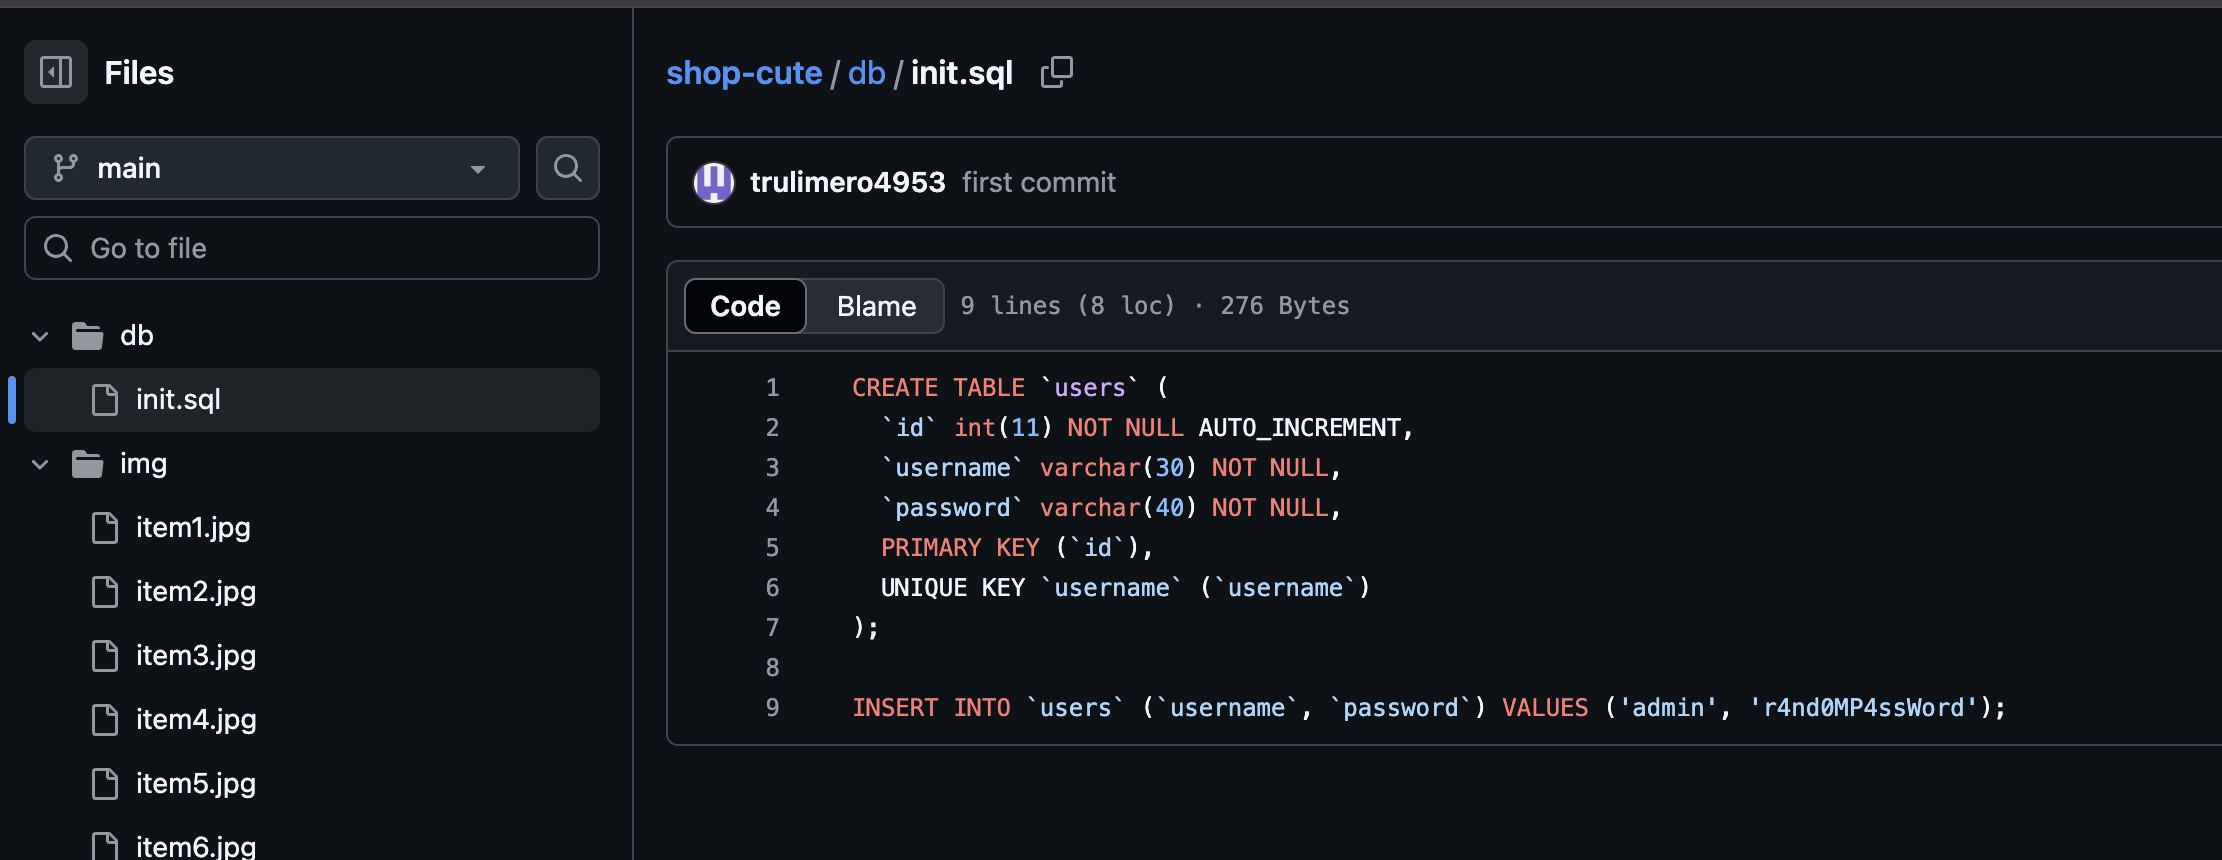 Files
main
Go to file
db
init.sql
img
item1.jpg
item2.jpg
item3.jpg
item4.jpg
item5.jpg
item6.jpg
shop-cute / db / init.sql
trulimero4953 first commit
Code Blame 9 lines (8 loc) · 276 Bytes
1 CREATE TABLE `users` (
2 `id` int(11) NOT NULL AUTO_INCREMENT,
3 `username` varchar(30) NOT NULL,
4 `password` varchar(40) NOT NULL,
5 PRIMARY KEY (`id`),
6 UNIQUE KEY `username` (`username`)
7 );
8
9 INSERT INTO `users` (`username`, `password`) VALUES ('admin', 'r4nd0MP4ssWord');